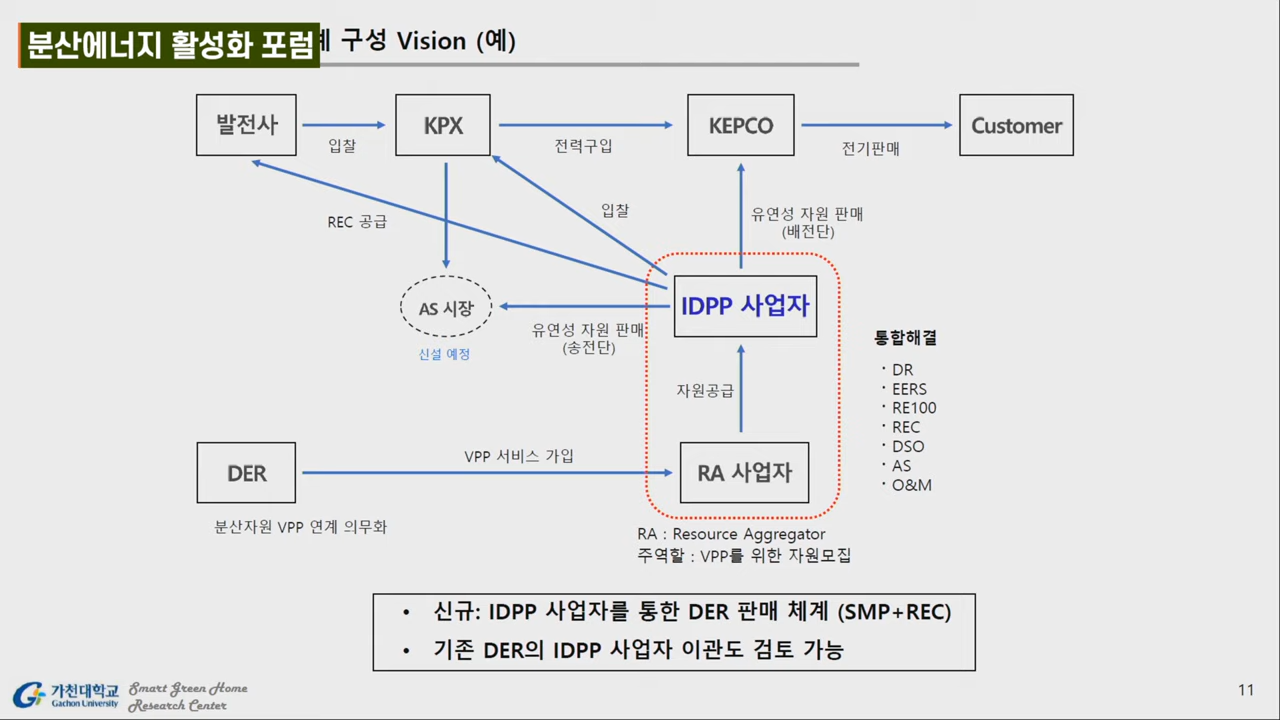 분산에너지 활성화 포럼
계 구성 Vision (예)
발전사
입찰
KPX
전력구입
KEPCO
전기판매
Customer
REC 공급
입찰
유연성 자원 판매
(배전단)
AS 시장
신설 예정
유연성 자원 판매
(송전단)
IDPP 사업자
통합해결
· DR
· EERS
· RE100
· REC
· DSO
· AS
· O&M
자원공급
DER
VPP 서비스 가입
RA 사업자
분산자원 VPP 연계 의무화
RA : Resource Aggregator
주역할 : VPP를 위한 자원모집
• 신규: IDPP 사업자를 통한 DER 판매 체계 (SMP+REC)
• 기존 DER의 IDPP 사업자 이관도 검토 가능
가천대학교
Gachon University
Smart Green Home
Research Center
11